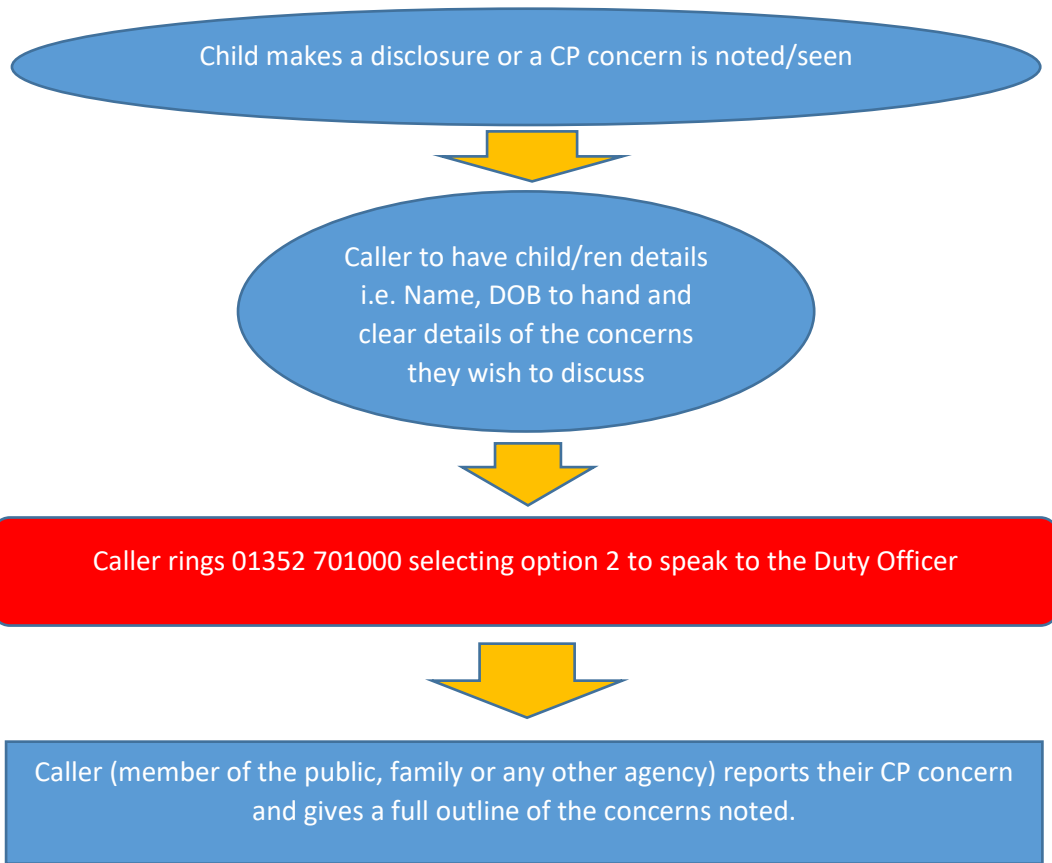 Child makes a disclosure or a CP concern is noted/seen
Caller to have child/ren details
i.e. Name, DOB to hand and
clear details of the concerns
they wish to discuss
Caller rings 01352 701000 selecting option 2 to speak to the Duty Officer
Caller (member of the public, family or any other agency) reports their CP concern
and gives a full outline of the concerns noted.